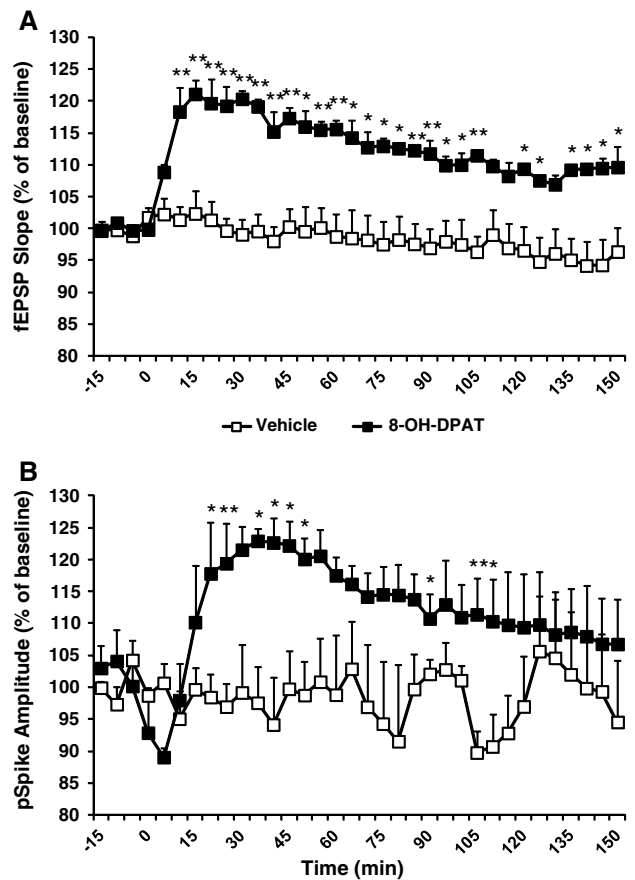 A
fEPSP Slope (% of baseline)
130
125
120
115
110
105
100
95
90
85
80
** ** ** ** ** ** ** ** * ** ** * * * * ** ** * * ** * * * * * *
-15 0 15 30 45 60 75 90 105 120 135 150
Vehicle 8-OH-DPAT
B
pSpike Amplitude (% of baseline)
130
125
120
115
110
105
100
95
90
85
80
* ** * * * * * ** *
-15 0 15 30 45 60 75 90 105 120 135 150
Time (min)